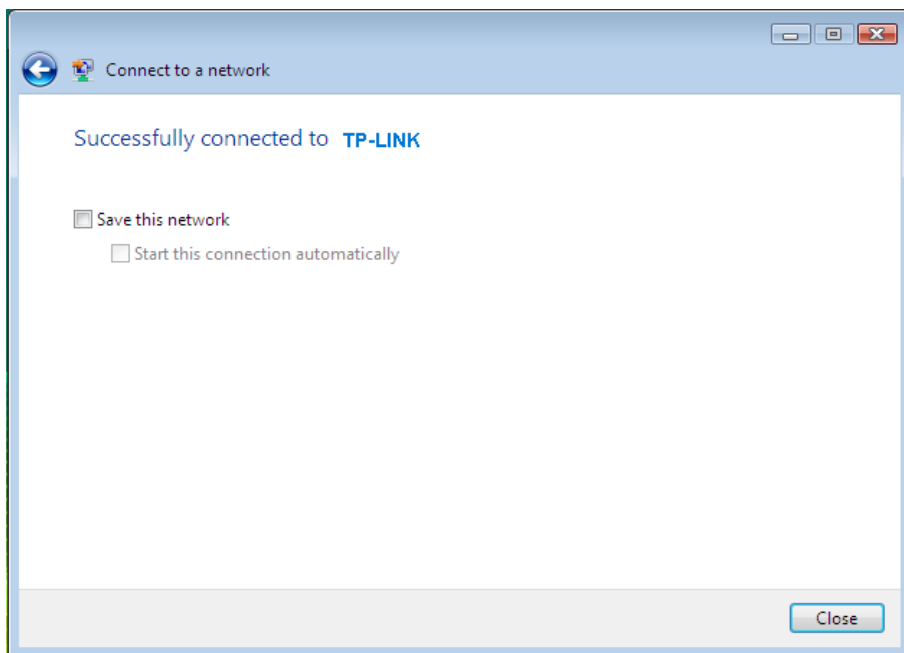 Connect to a network
Successfully connected to TP-LINK
Save this network
Start this connection automatically
Close